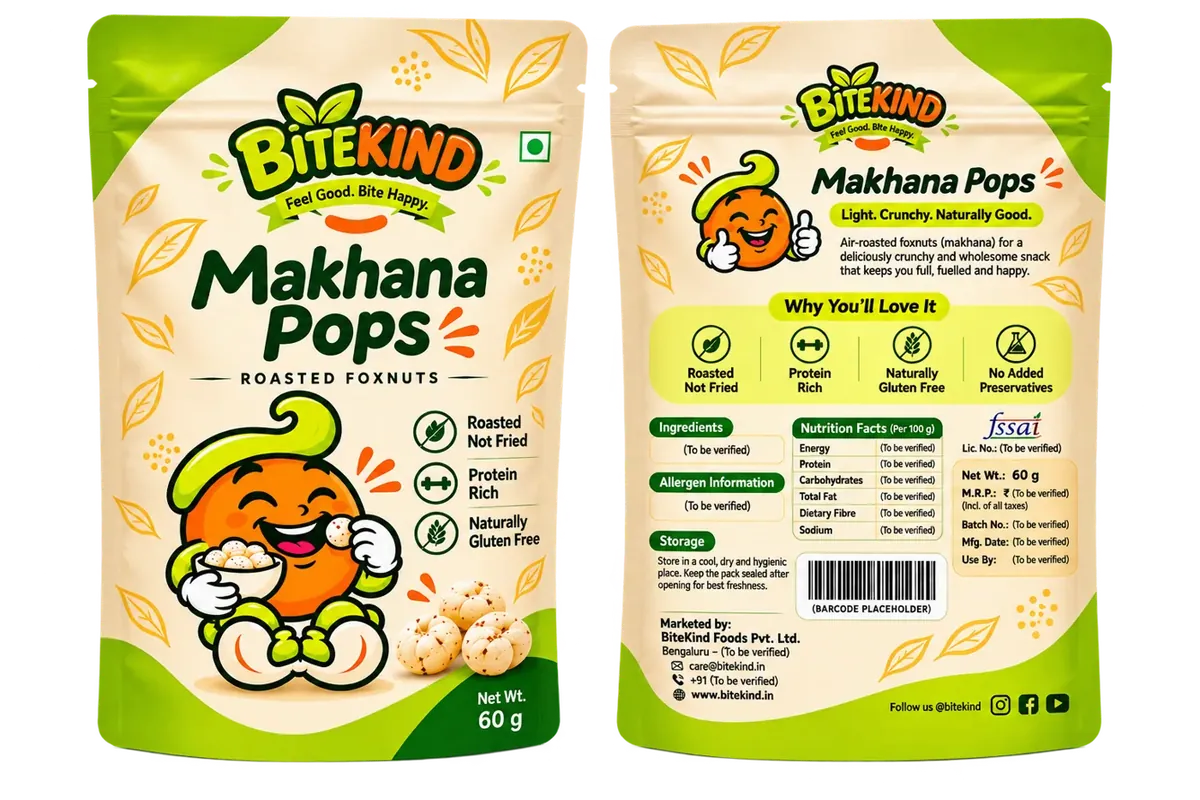 BiTEKIND
Feel Good. Bite Happy.
Makhana
Pops
ROASTED FOXNUTS
Roasted
Not Fried
Protein
Rich
Naturally
Gluten Free
Net Wt.
60 g
BiTEKIND
Feel Good. Bite Happy.
Makhana Pops
Light. Crunchy. Naturally Good.
Air-roasted foxnuts (makhana) for a
deliciously crunchy and wholesome snack
that keeps you full, fuelled and happy.
Why You'll Love It
Roasted
Not Fried
Protein
Rich
Naturally
Gluten Free
No Added
Preservatives
Ingredients
(To be verified)
Allergen Information
(To be verified)
Storage
Store in a cool, dry and hygienic
place. Keep the pack sealed after
opening for best freshness.
Nutrition Facts (Per 100 g)
Energy (To be verified)
Protein (To be verified)
Carbohydrates (To be verified)
Total Fat (To be verified)
Dietary Fibre (To be verified)
Sodium (To be verified)
(BARCODE PLACEHOLDER)
fssai
Lic. No.: (To be verified)
Net Wt.: 60 g
M.R.P.: ₹ (To be verified)
(Incl. of all taxes)
Batch No.: (To be verified)
Mfg. Date: (To be verified)
Use By: (To be verified)
Marketed by:
BiteKind Foods Pvt. Ltd.
Bengaluru – (To be verified)
care@bitekind.in
+91 (To be verified)
www.bitekind.in
Follow us @bitekind